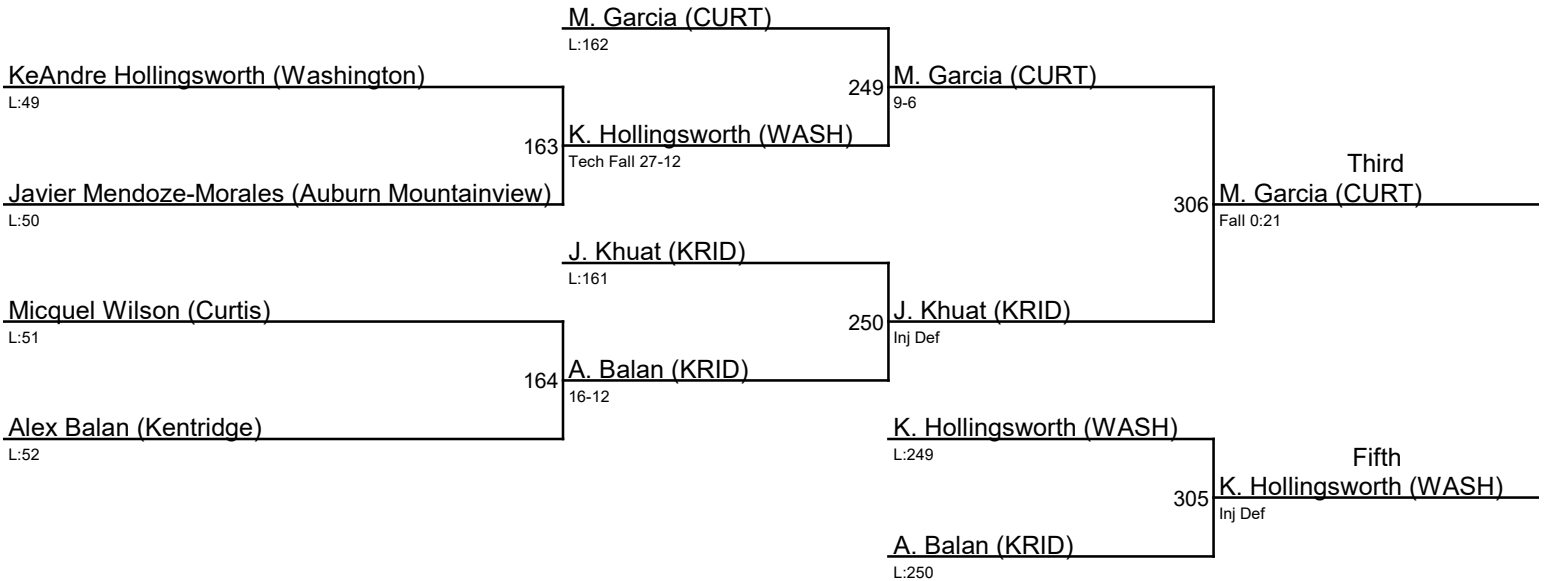 M. Garcia (CURT)
L:162
KeAndre Hollingsworth (Washington)
L:49
249
M. Garcia (CURT)
9-6
163
K. Hollingsworth (WASH)
Tech Fall 27-12
Third
Javier Mendoze-Morales (Auburn Mountainview)
L:50
306
M. Garcia (CURT)
Fall 0:21
J. Khuat (KRID)
L:161
Micquel Wilson (Curtis)
L:51
250
J. Khuat (KRID)
Inj Def
164
A. Balan (KRID)
16-12
Alex Balan (Kentridge)
L:52
K. Hollingsworth (WASH)
L:249
Fifth
305
K. Hollingsworth (WASH)
Inj Def
A. Balan (KRID)
L:250